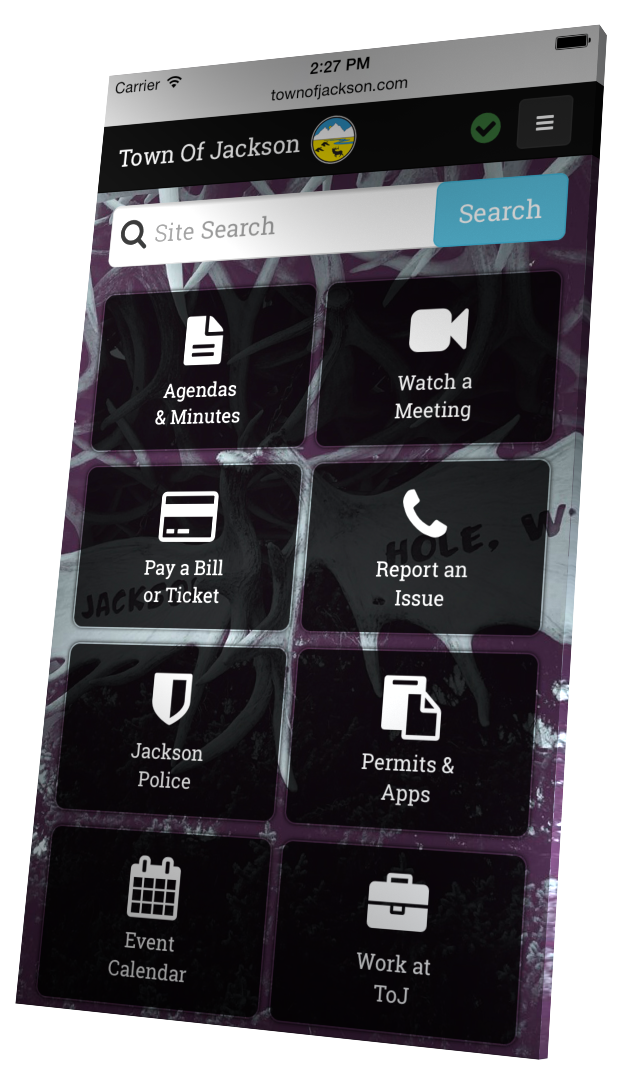 Carrier 2:27 PM
townofjackson.com
Town Of Jackson
Site Search Search
Agendas
& Minutes
Watch a
Meeting
HOLE, W
Pay a Bill
or Ticket
Report an
Issue
Jackson
Police
Permits &
Apps
Event
Calendar
Work at
ToJ